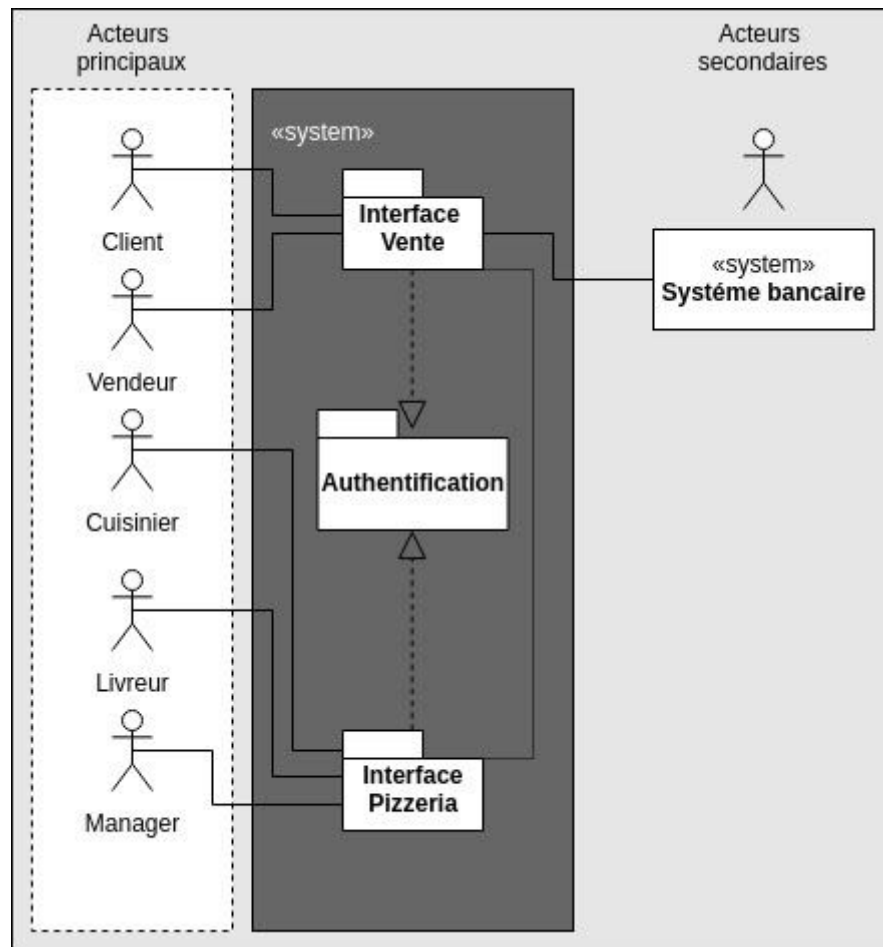 Acteurs
principaux
Acteurs
secondaires
«system»
Client
Vendeur
Cuisinier
Livreur
Manager
Interface
Vente
Authentification
Interface
Pizzeria
«system»
Systéme bancaire